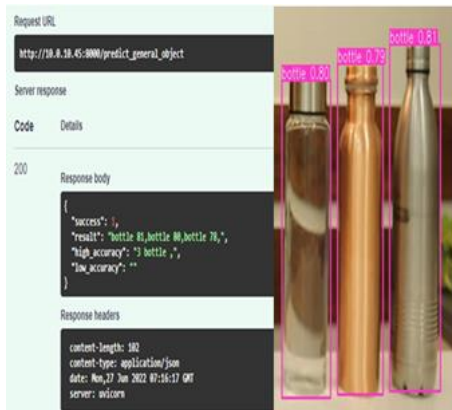 Request URL
http://10.0.10.45:8000/predict_general_object
Server response
Code Details
200
Response body
{
"success": 1,
"result": "bottle 81,bottle 80,bottle 78,",
"high_accuracy": "3 bottle ,",
"low_accuracy": ""
}
Response headers
content-length: 102
content-type: application/json
date: Mon,27 Jun 2022 07:16:17 GMT
server: uvicorn
bottle 0.80
bottle 0.79
bottle 0.81